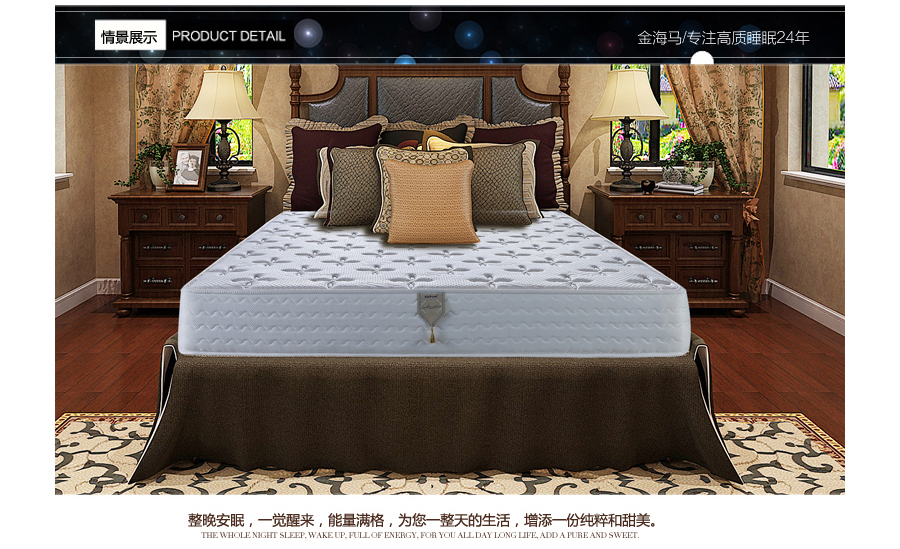 情景展示 PRODUCT DETAIL 金海马/专注高质睡眠24年
整晚安眠，一觉醒来，能量满格，为您一整天的生活，增添一份纯粹和甜美。
THE WHOLE NIGHT SLEEP, WAKE UP, FULL OF ENERGY, FOR YOU ALL DAY LONG LIFE, ADD A PURE AND SWEET.